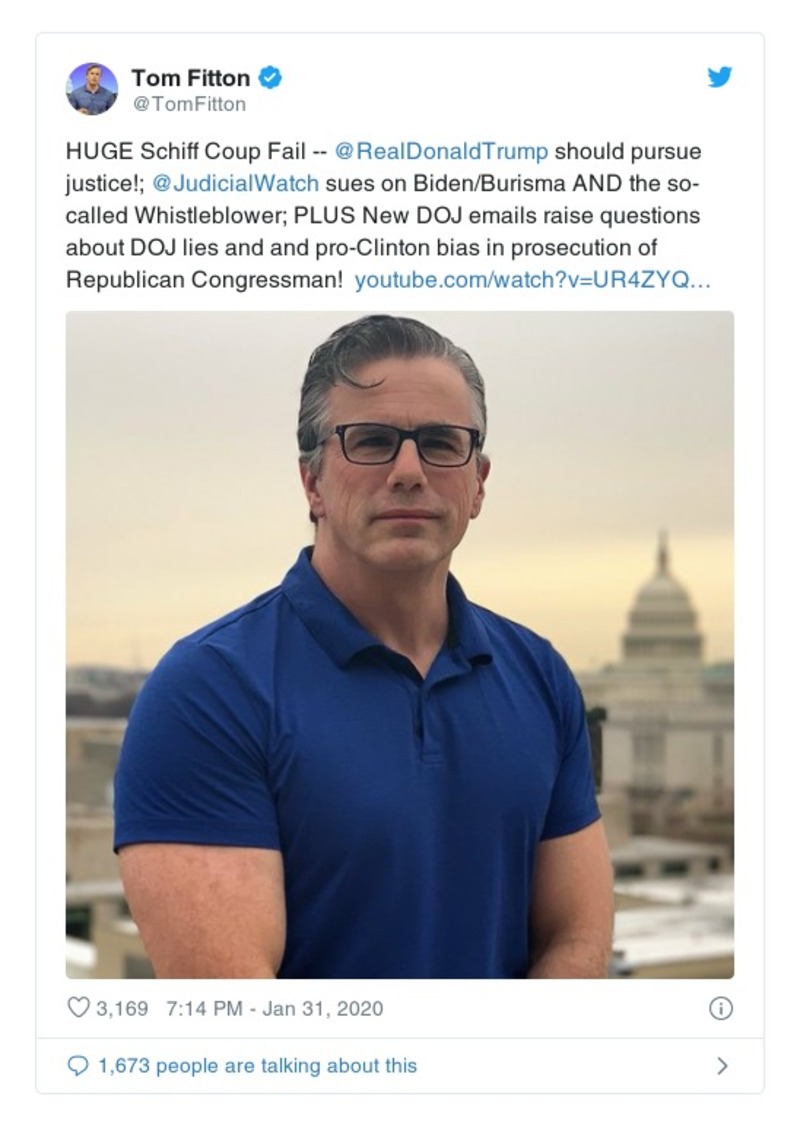 Tom Fitton
@TomFitton
HUGE Schiff Coup Fail -- @RealDonaldTrump should pursue
justice!; @JudicialWatch sues on Biden/Burisma AND the so-
called Whistleblower; PLUS New DOJ emails raise questions
about DOJ lies and and pro-Clinton bias in prosecution of
Republican Congressman! youtube.com/watch?v=UR4ZYQ…
3,169 7:14 PM - Jan 31, 2020
1,673 people are talking about this